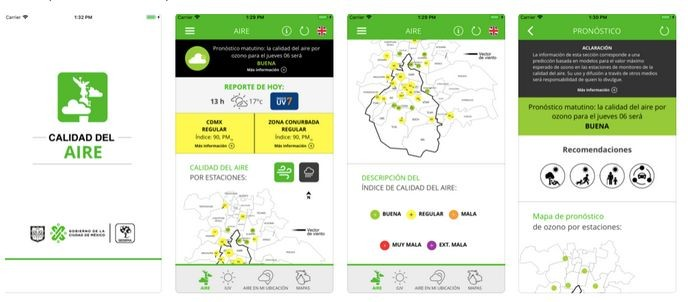 Carrier
1:32 PM
CALIDAD DEL
AIRE
GOBIERNO DE LA
CIUDAD DE MÉXICO
SEDEMA
Carrier
1:29 PM
AIRE
Pronóstico matutino: la calidad del aire por
ozono para el jueves 06 será
BUENA
Más información
REPORTE DE HOY:
13 h
17°c
UV7
CDMX
REGULAR
Índice: 90, PM
Más información
ZONA CONURBADA
REGULAR
Índice: 90, PM
Más información
CALIDAD DEL AIRE
POR ESTACIONES:
N
Vector
de viento
AIRE
IUV
AIRE EN MI UBICACIÓN
MAPAS
Carrier
1:29 PM
AIRE
Vector
de viento
DESCRIPCIÓN DEL
ÍNDICE DE CALIDAD DEL AIRE:
BUENA
REGULAR
MALA
MUY MALA
EXT. MALA
AIRE
IUV
AIRE EN MI UBICACIÓN
MAPAS
Carrier
1:30 PM
PRONÓSTICO
ACLARACIÓN
La información de esta sección corresponde a una
predicción basada en modelos para el valor máximo
esperado de ozono en las estaciones de monitoreo de la
calidad del aire. Su uso y difusión a través de otros medios
será responsabilidad de quien lo divulgue.
Más información
Pronóstico matutino: la calidad del aire por
ozono para el jueves 06 será
BUENA
Recomendaciones
Mapa de pronóstico
de ozono por estaciones: